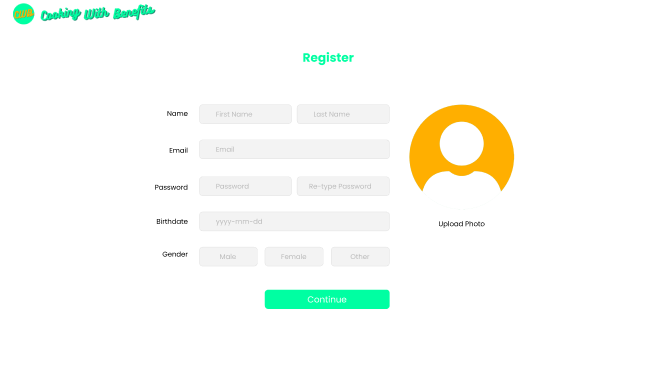 Cooking With Benefits
Register
Name First Name Last Name
Email Email
Password Password Re-type Password
Birthdate yyyy-mm-dd
Gender Male Female Other
Upload Photo
Continue